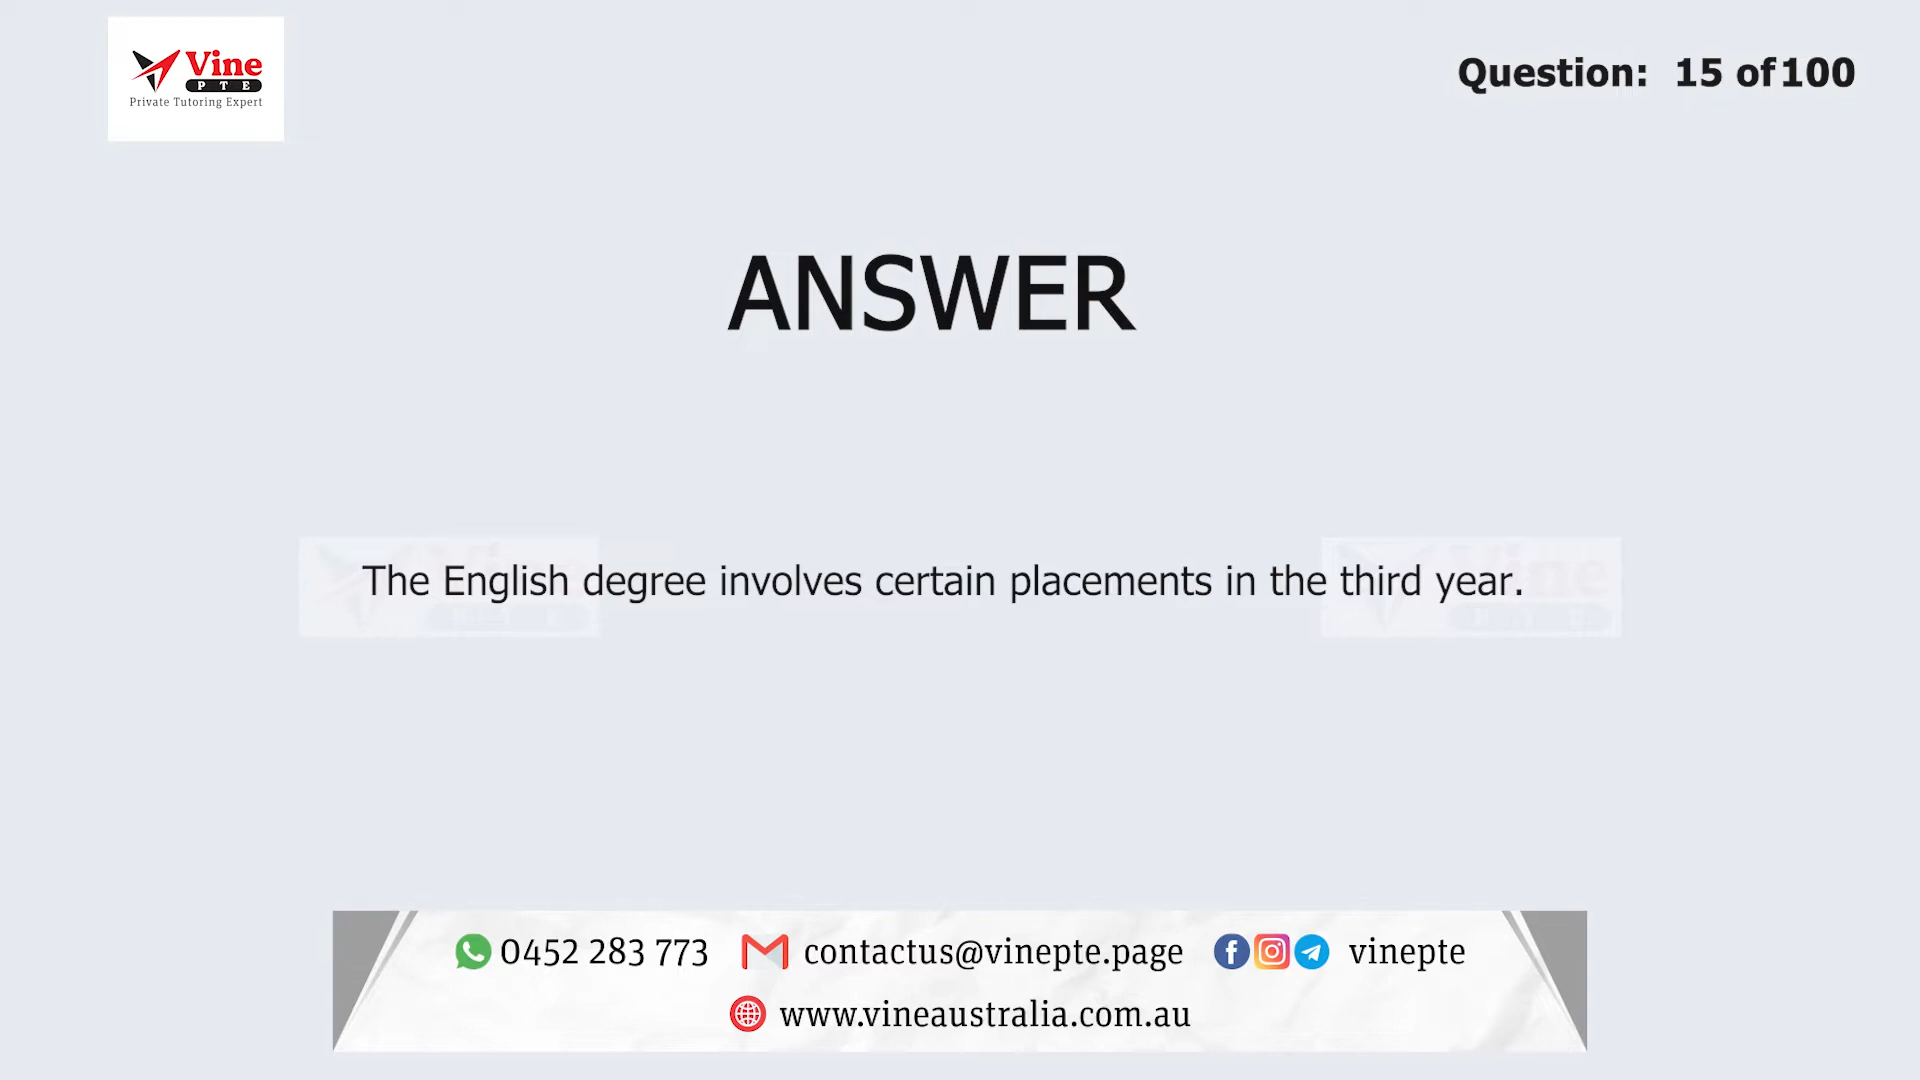 Vine
PTE
Private Tutoring Expert
Question: 15 of 100
ANSWER
The English degree involves certain placements in the third year.
0452 283 773 contactus@vinepte.page vinepte
www.vineaustralia.com.au